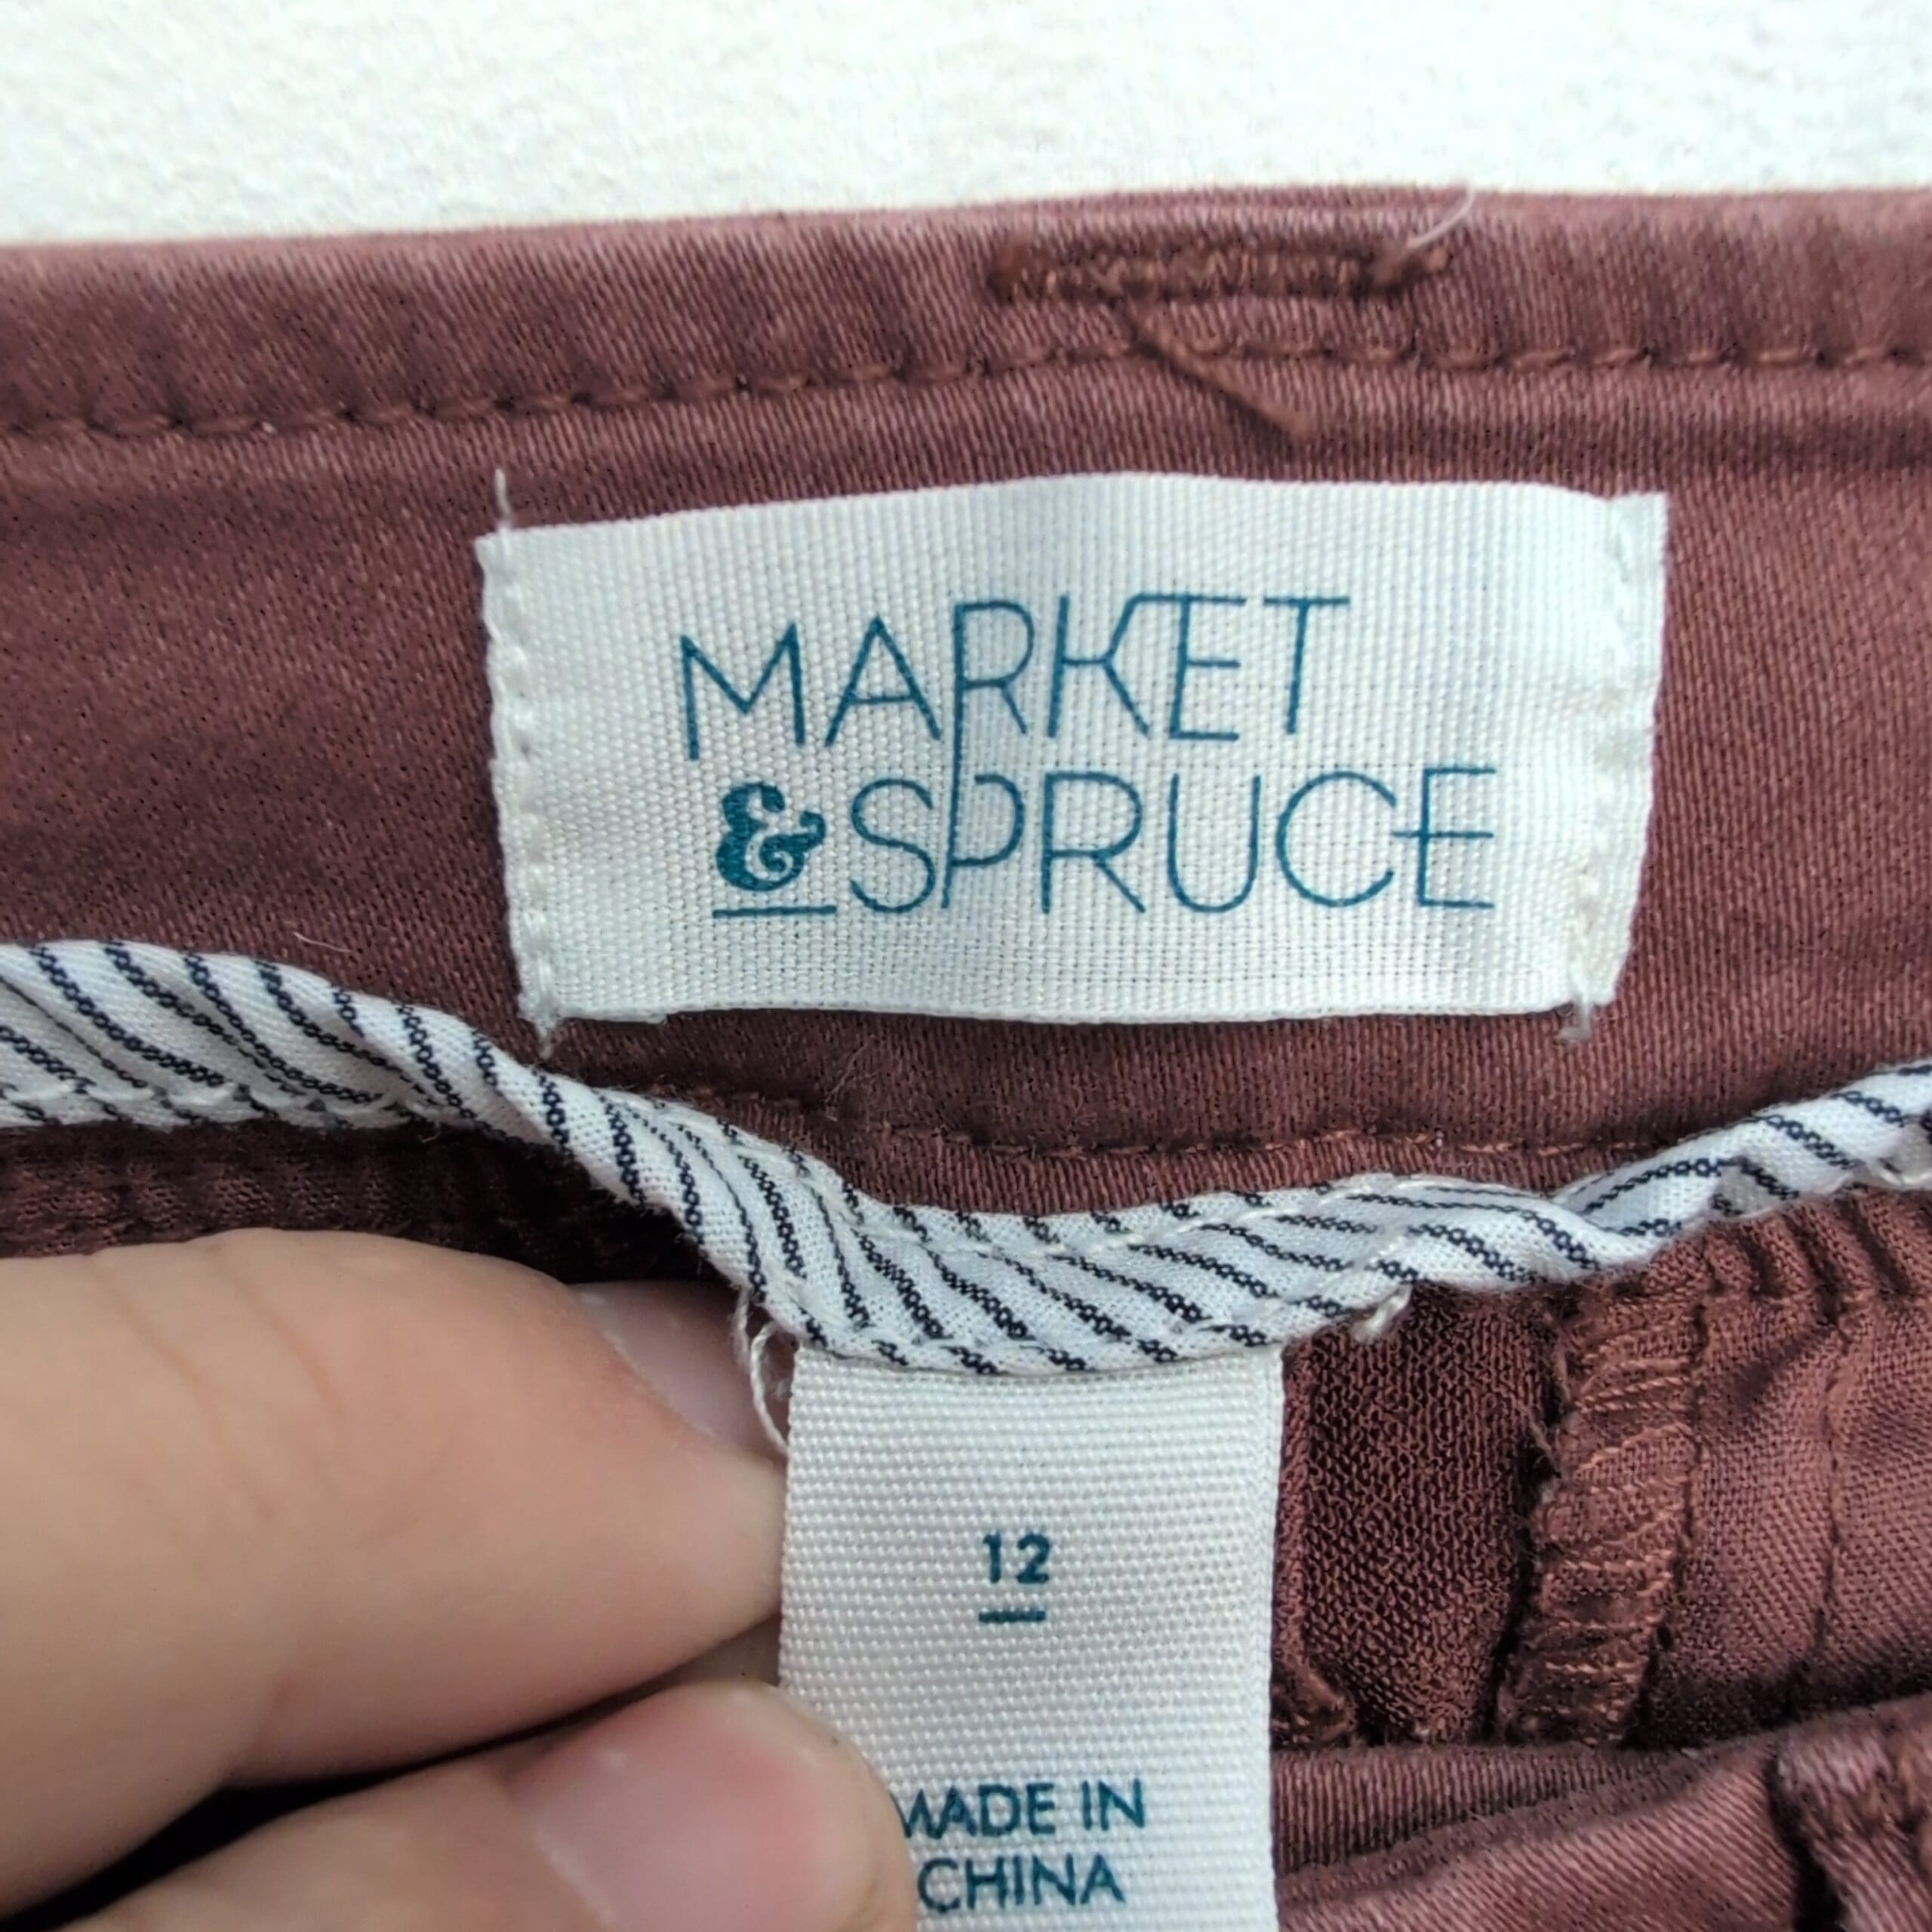 MARKET
& SPRUCE
12
MADE IN
CHINA